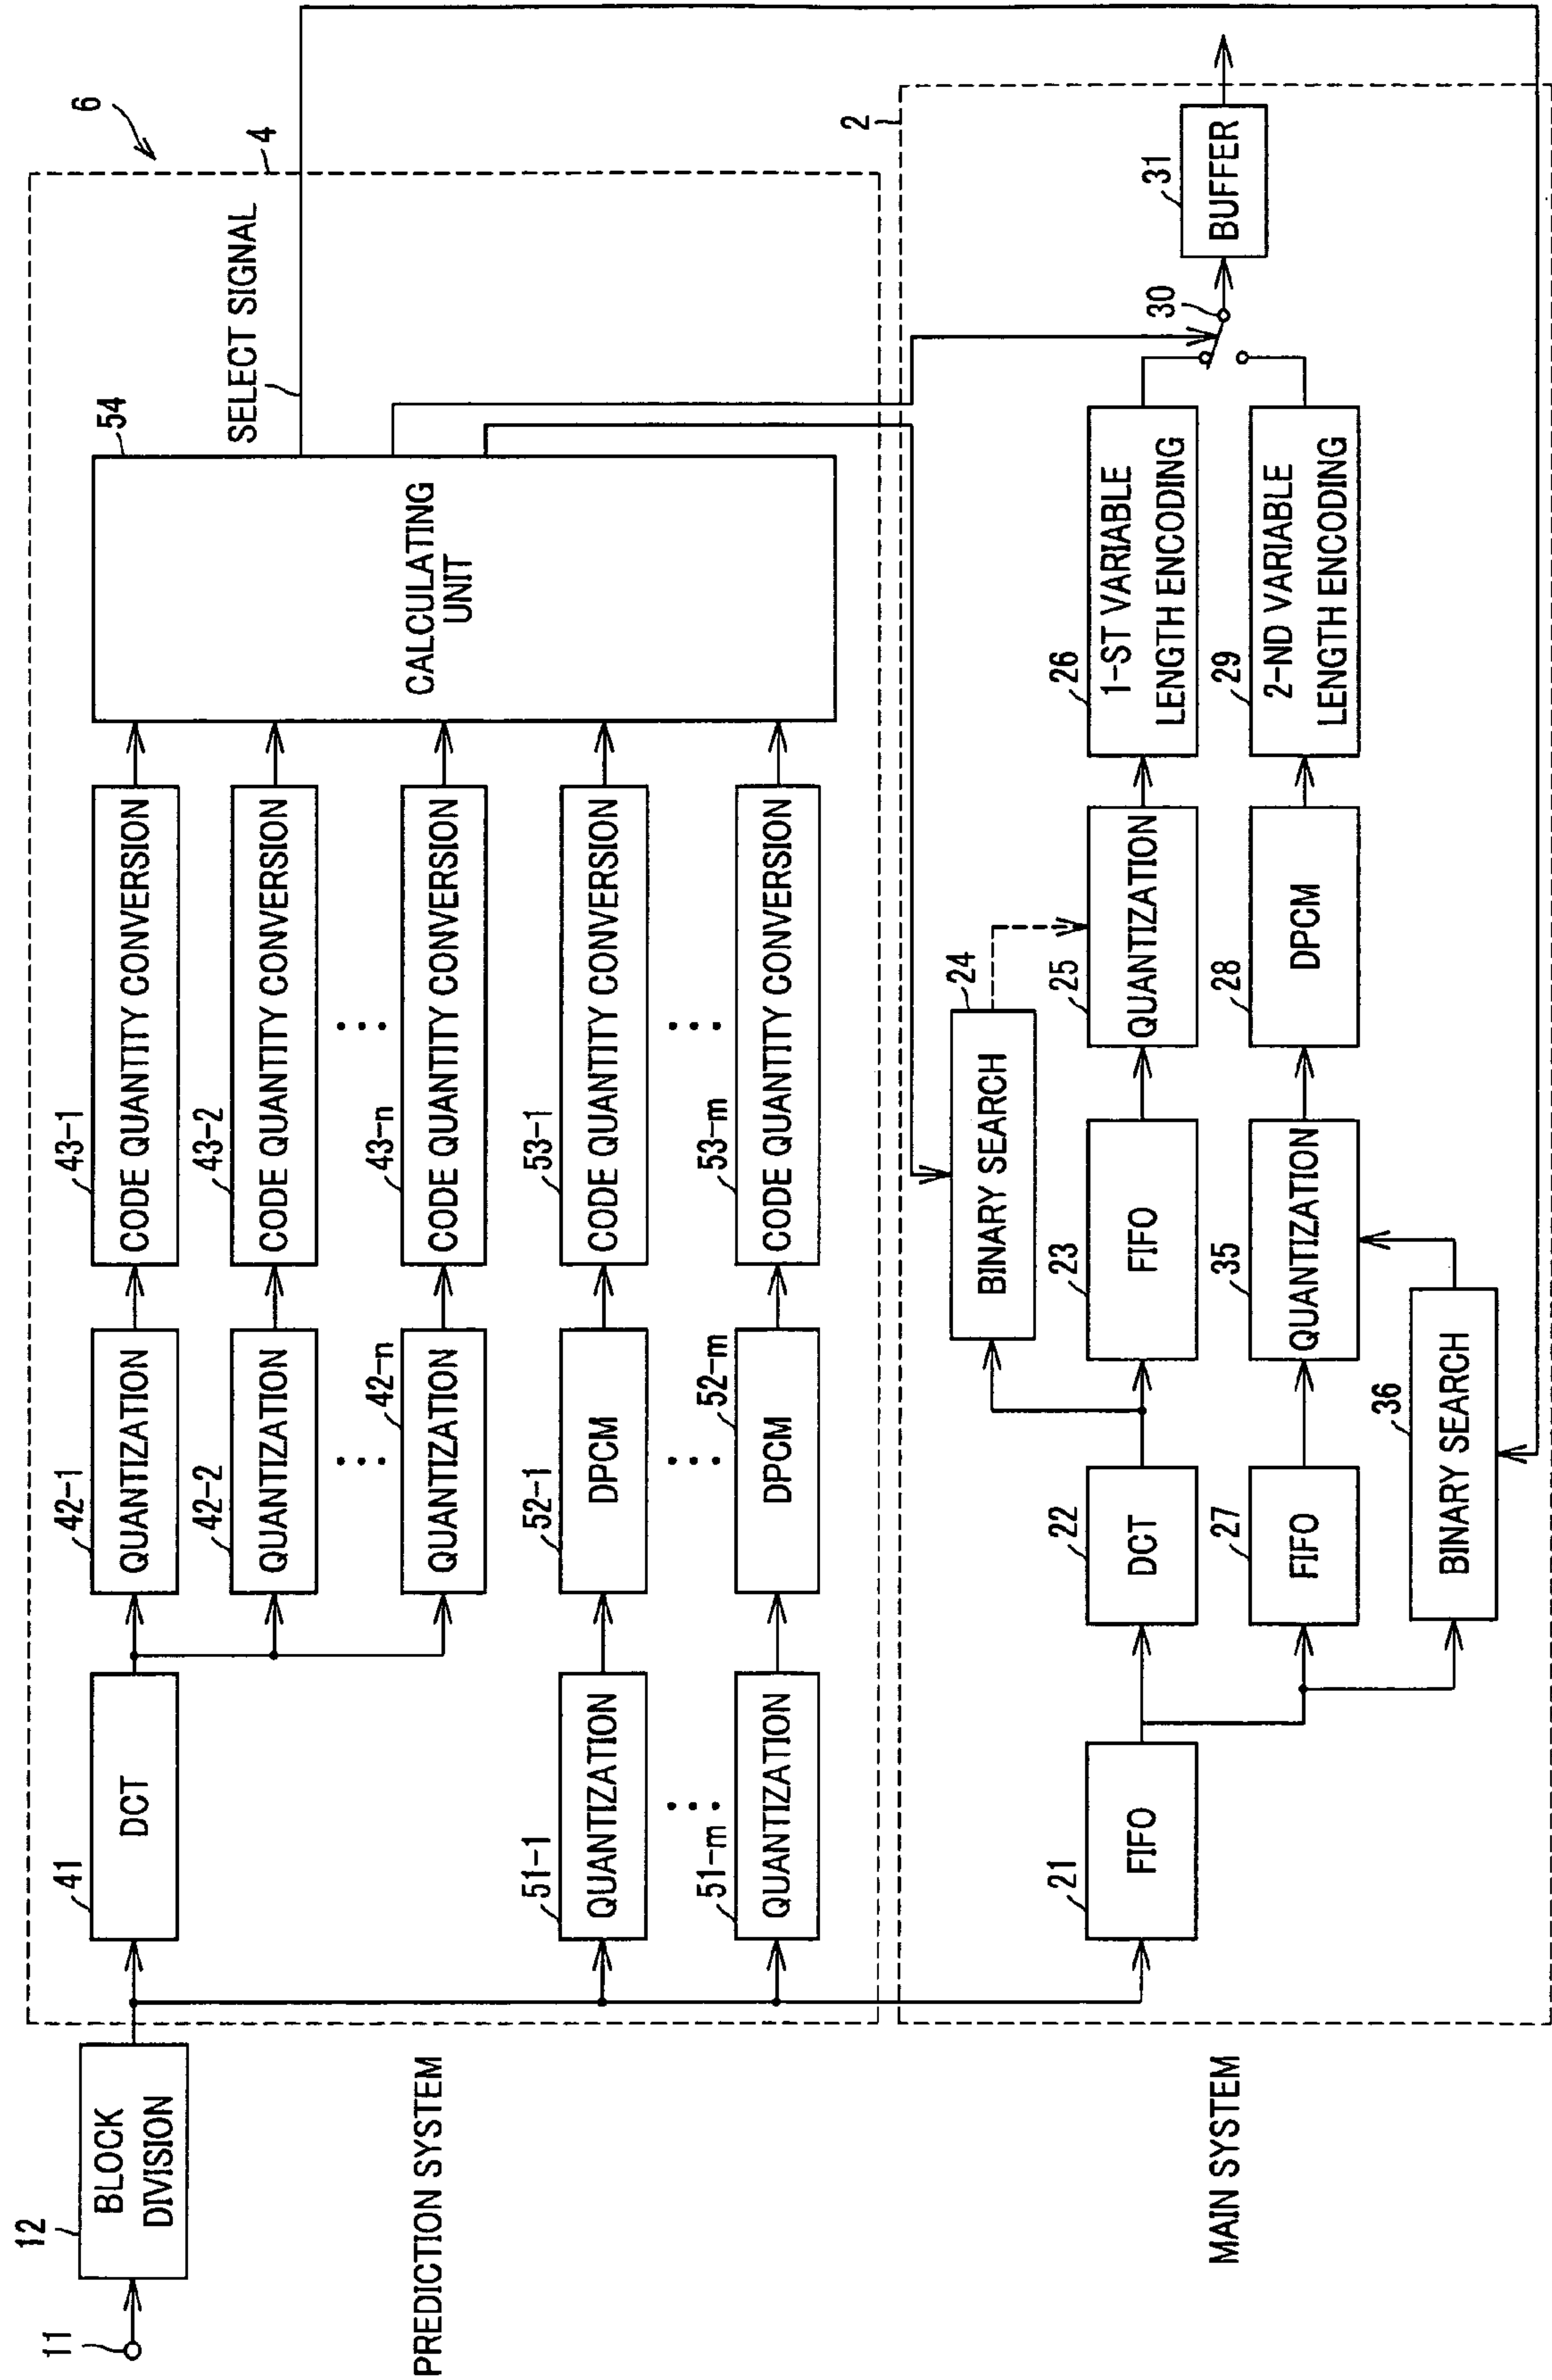 6
4
11
12
BLOCK
DIVISION
PREDICTION SYSTEM
41
DCT
42-1
QUANTIZATION
43-1
CODE QUANTITY CONVERSION
42-2
QUANTIZATION
43-2
CODE QUANTITY CONVERSION
42-n
QUANTIZATION
43-n
CODE QUANTITY CONVERSION
51-1
QUANTIZATION
52-1
DPCM
53-1
CODE QUANTITY CONVERSION
51-m
QUANTIZATION
52-m
DPCM
53-m
CODE QUANTITY CONVERSION
54
CALCULATING
UNIT
SELECT SIGNAL
2
MAIN SYSTEM
21
FIFO
22
DCT
23
FIFO
24
BINARY SEARCH
25
QUANTIZATION
26
1-ST VARIABLE
LENGTH ENCODING
27
FIFO
35
QUANTIZATION
28
DPCM
29
2-ND VARIABLE
LENGTH ENCODING
36
BINARY SEARCH
30
31
BUFFER